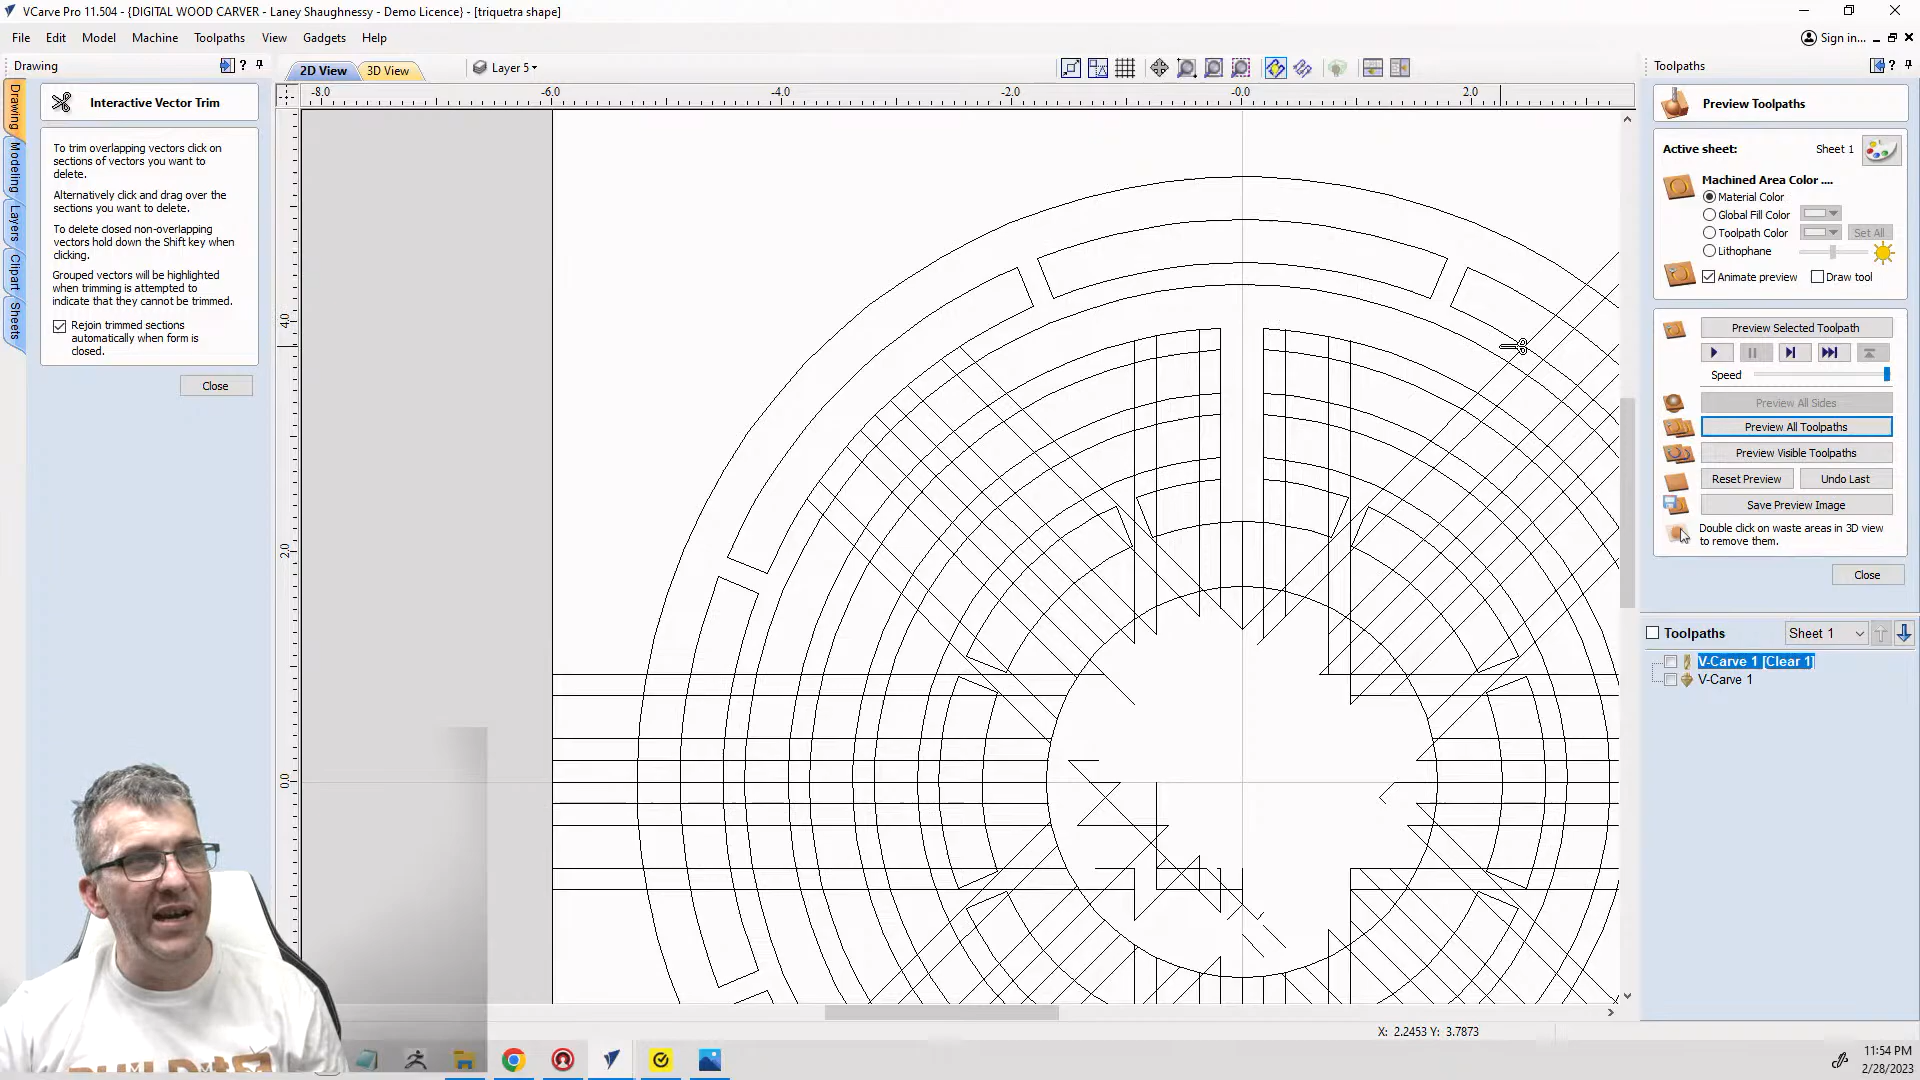 VCarve Pro 11.504 - {DIGITAL WOOD CARVER - Laney Shaughnessy - Demo Licence} - [triquetra shape]
File Edit Model Machine Toolpaths View Gadgets Help
Sign in...
Drawing
2D View
3D View
Layer 5
Toolpaths
Drawing
Modeling
Layers
Clipart
Sheets
Interactive Vector Trim
To trim overlapping vectors click on
sections of vectors you want to
delete.
Alternatively click and drag over the
sections you want to delete.
To delete closed non-overlapping
vectors hold down the Shift key when
clicking.
Grouped vectors will be highlighted
when trimming is attempted to
indicate that they cannot be trimmed.
Rejoin trimmed sections
automatically when form is
closed.
Close
-8.0 -6.0 -4.0 -2.0 -0.0 2.0
4.0
2.0
0.0
Preview Toolpaths
Active sheet: Sheet 1
Machined Area Color ....
Material Color
Global Fill Color
Toolpath Color
Set All
Lithophane
Animate preview
Draw tool
Preview Selected Toolpath
Speed
Preview All Sides
Preview All Toolpaths
Preview Visible Toolpaths
Reset Preview
Undo Last
Save Preview Image
Double click on waste areas in 3D view
to remove them.
Close
Toolpaths
Sheet 1
V-Carve 1 [Clear 1]
V-Carve 1
X: 2.2453 Y: 3.7873
11:54 PM
2/28/2023